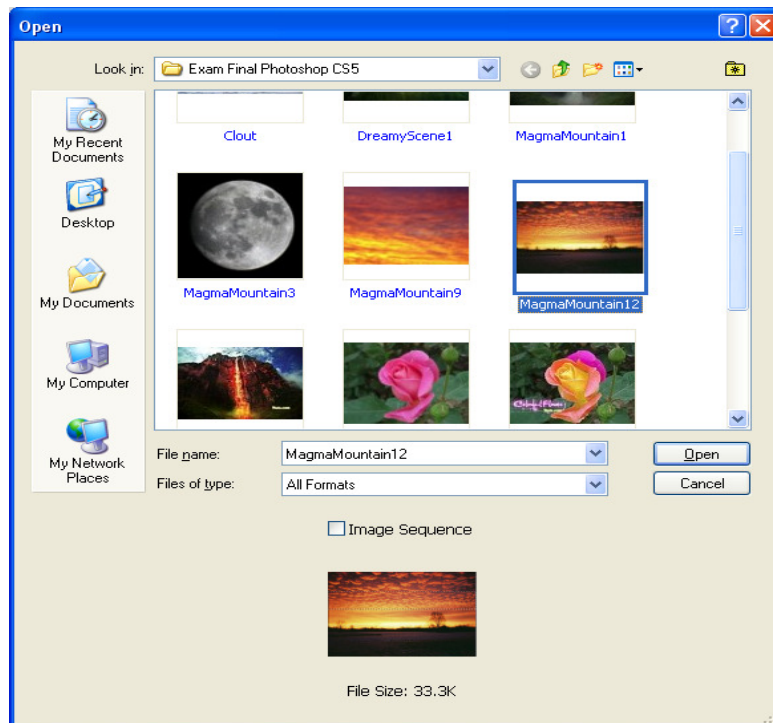 Open
Look in:
Exam Final Photoshop CS5
My Recent
Documents
Desktop
My Documents
My Computer
My Network
Places
Clout
DreamyScene1
MagmaMountain1
MagmaMountain3
MagmaMountain9
MagmaMountain12
File name:
MagmaMountain12
Open
Files of type:
All Formats
Cancel
Image Sequence
File Size: 33.3K